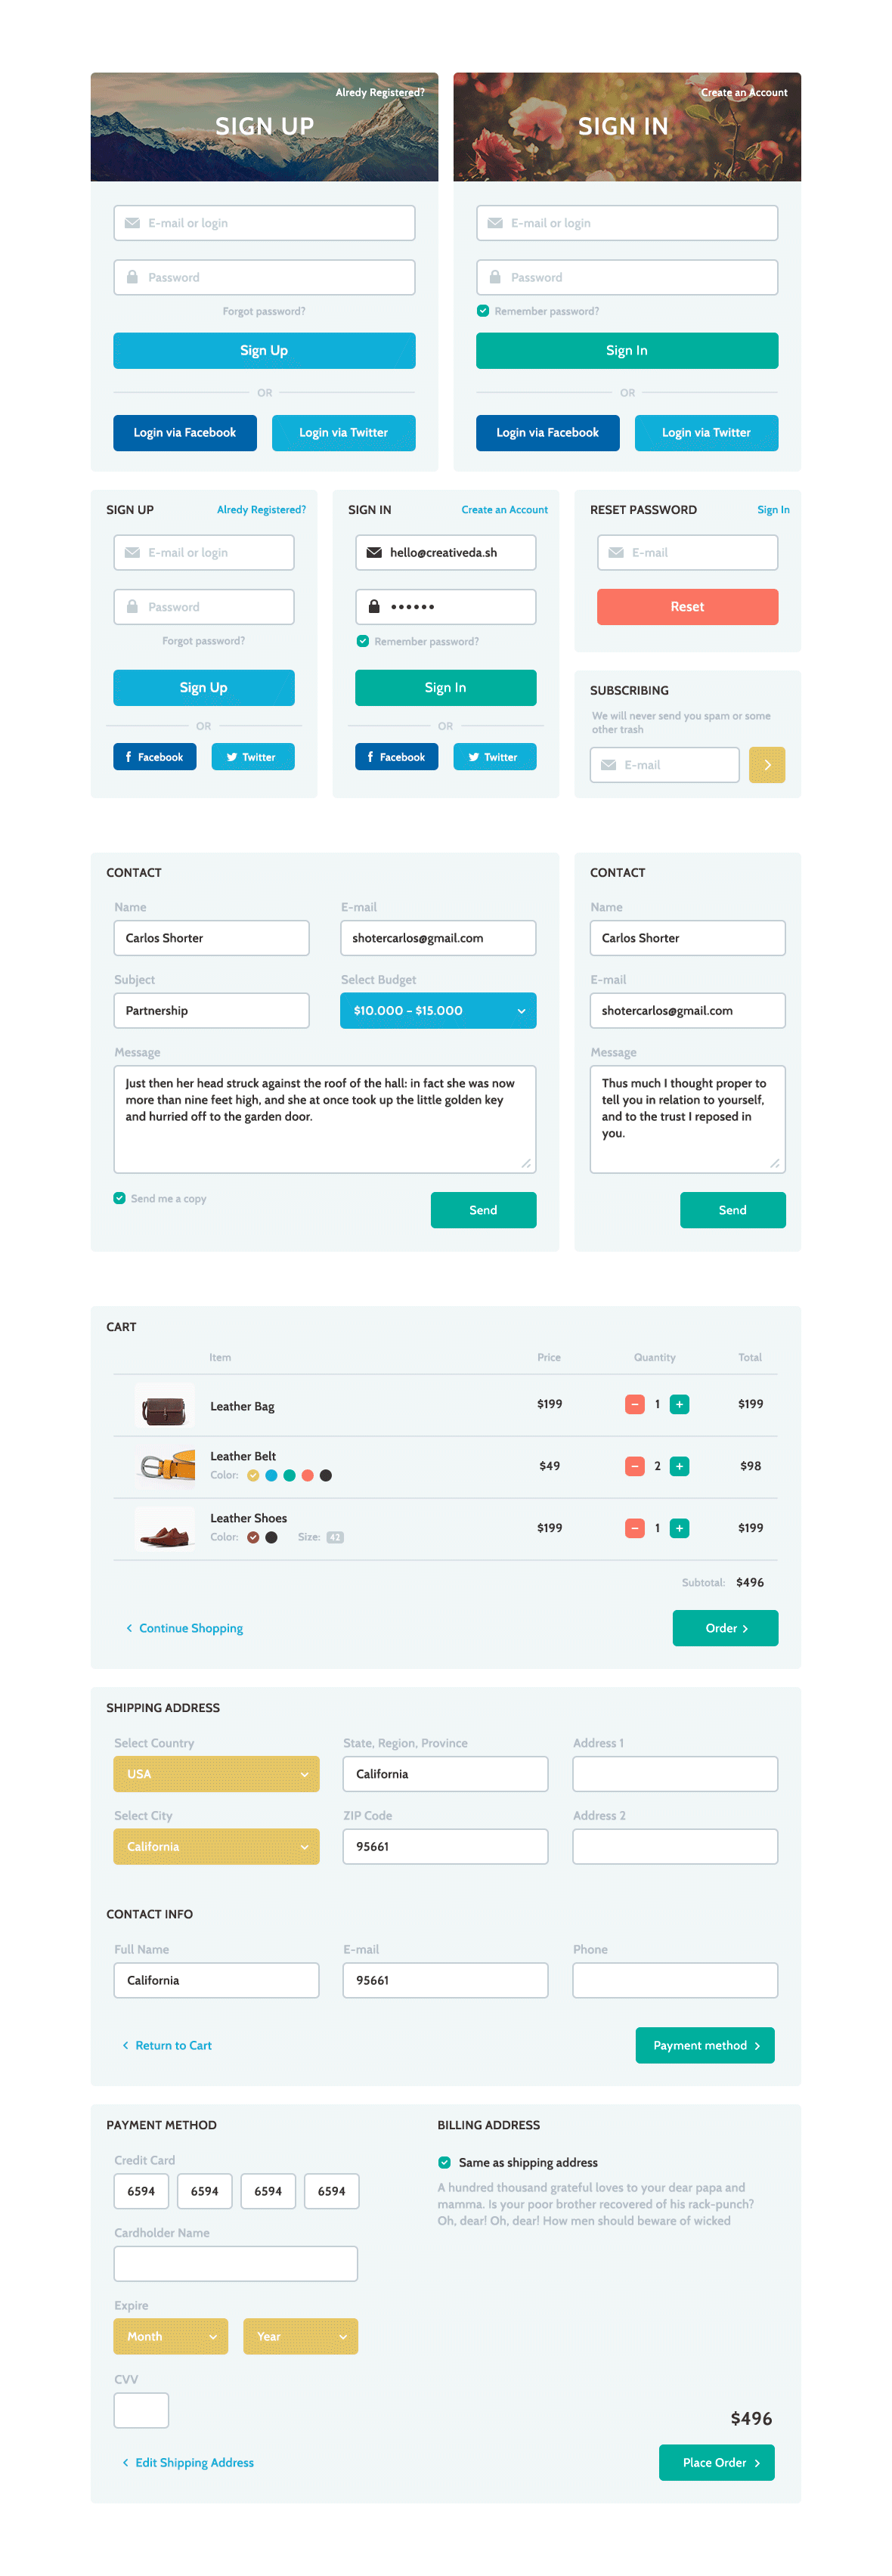 Alredy Registered?
SIGN UP
E-mail or login
Password
Forgot password?
Sign Up
OR
Login via Facebook
Login via Twitter
Create an Account
SIGN IN
E-mail or login
Password
Remember password?
Sign In
OR
Login via Facebook
Login via Twitter
SIGN UP
Alredy Registered?
E-mail or login
Password
Forgot password?
Sign Up
OR
Facebook
Twitter
SIGN IN
Create an Account
hello@creativeda.sh
Remember password?
Sign In
OR
Facebook
Twitter
RESET PASSWORD
Sign In
E-mail
Reset
SUBSCRIBING
We will never send you spam or some
other trash
E-mail
CONTACT
Name
Carlos Shorter
E-mail
shotercarlos@gmail.com
Subject
Partnership
Select Budget
$10.000 – $15.000
Message
Just then her head struck against the roof of the hall: in fact she was now
more than nine feet high, and she at once took up the little golden key
and hurried off to the garden door.
Send me a copy
Send
CONTACT
Name
Carlos Shorter
E-mail
shotercarlos@gmail.com
Message
Thus much I thought proper to
tell you in relation to yourself,
and to the trust I reposed in
you.
Send
CART
Item Price Quantity Total
Leather Bag $199 1 $199
Leather Belt
Color:
$49 2 $98
Leather Shoes
Color: Size: 42
$199 1 $199
Subtotal: $496
Continue Shopping
Order
SHIPPING ADDRESS
Select Country
USA
State, Region, Province
California
Address 1
Select City
California
ZIP Code
95661
Address 2
CONTACT INFO
Full Name
California
E-mail
95661
Phone
Return to Cart
Payment method
PAYMENT METHOD
Credit Card
6594 6594 6594 6594
Cardholder Name
Expire
Month
Year
CVV
Edit Shipping Address
BILLING ADDRESS
Same as shipping address
A hundred thousand grateful loves to your dear papa and
mamma. Is your poor brother recovered of his rack-punch?
Oh, dear! Oh, dear! How men should beware of wicked
$496
Place Order